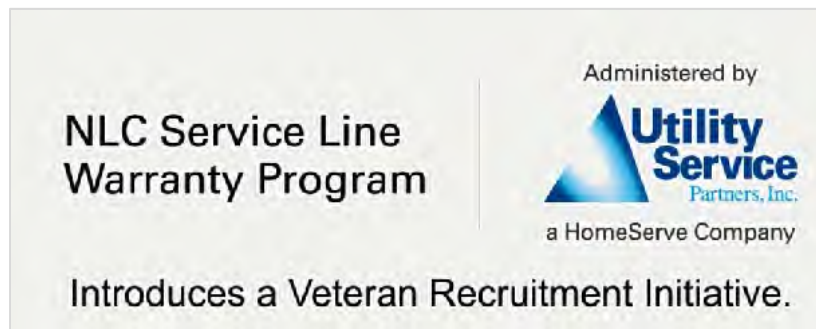 NLC Service Line
Warranty Program
Administered by
Utility
Service
Partners, Inc.
a HomeServe Company
Introduces a Veteran Recruitment Initiative.